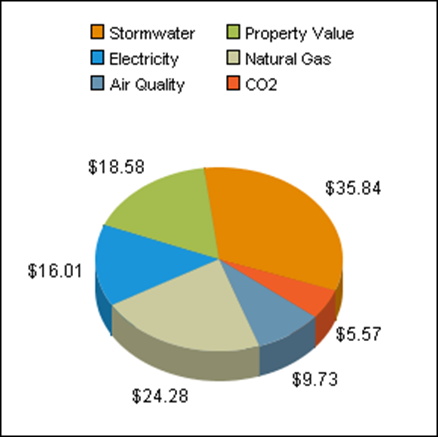 Stormwater Property Value
Electricity Natural Gas
Air Quality CO2
$18.58
$35.84
$16.01
$5.57
$9.73
$24.28